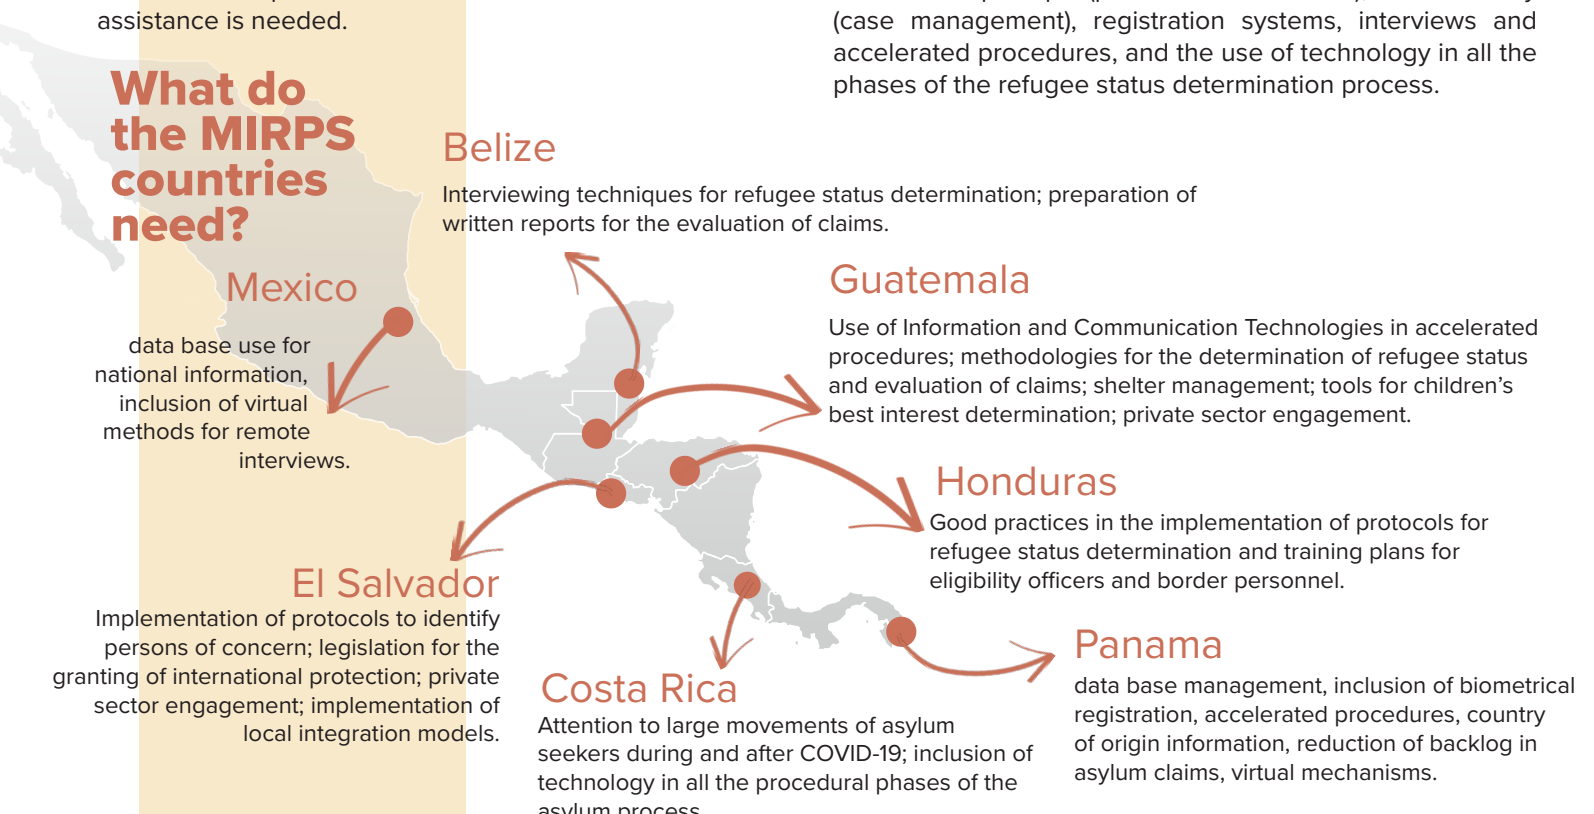 assistance is needed.
(case management), registration systems, interviews and
accelerated procedures, and the use of technology in all the
phases of the refugee status determination process.
What do
the MIRPS
countries
need?
Belize
Interviewing techniques for refugee status determination; preparation of
written reports for the evaluation of claims.
Mexico
data base use for
national information,
inclusion of virtual
methods for remote
interviews.
Guatemala
Use of Information and Communication Technologies in accelerated
procedures; methodologies for the determination of refugee status
and evaluation of claims; shelter management; tools for children’s
best interest determination; private sector engagement.
Honduras
Good practices in the implementation of protocols for
refugee status determination and training plans for
eligibility officers and border personnel.
El Salvador
Implementation of protocols to identify
persons of concern; legislation for the
granting of international protection; private
sector engagement; implementation of
local integration models.
Costa Rica
Attention to large movements of asylum
seekers during and after COVID-19; inclusion of
technology in all the procedural phases of the
asylum process
Panama
data base management, inclusion of biometrical
registration, accelerated procedures, country
of origin information, reduction of backlog in
asylum claims, virtual mechanisms.